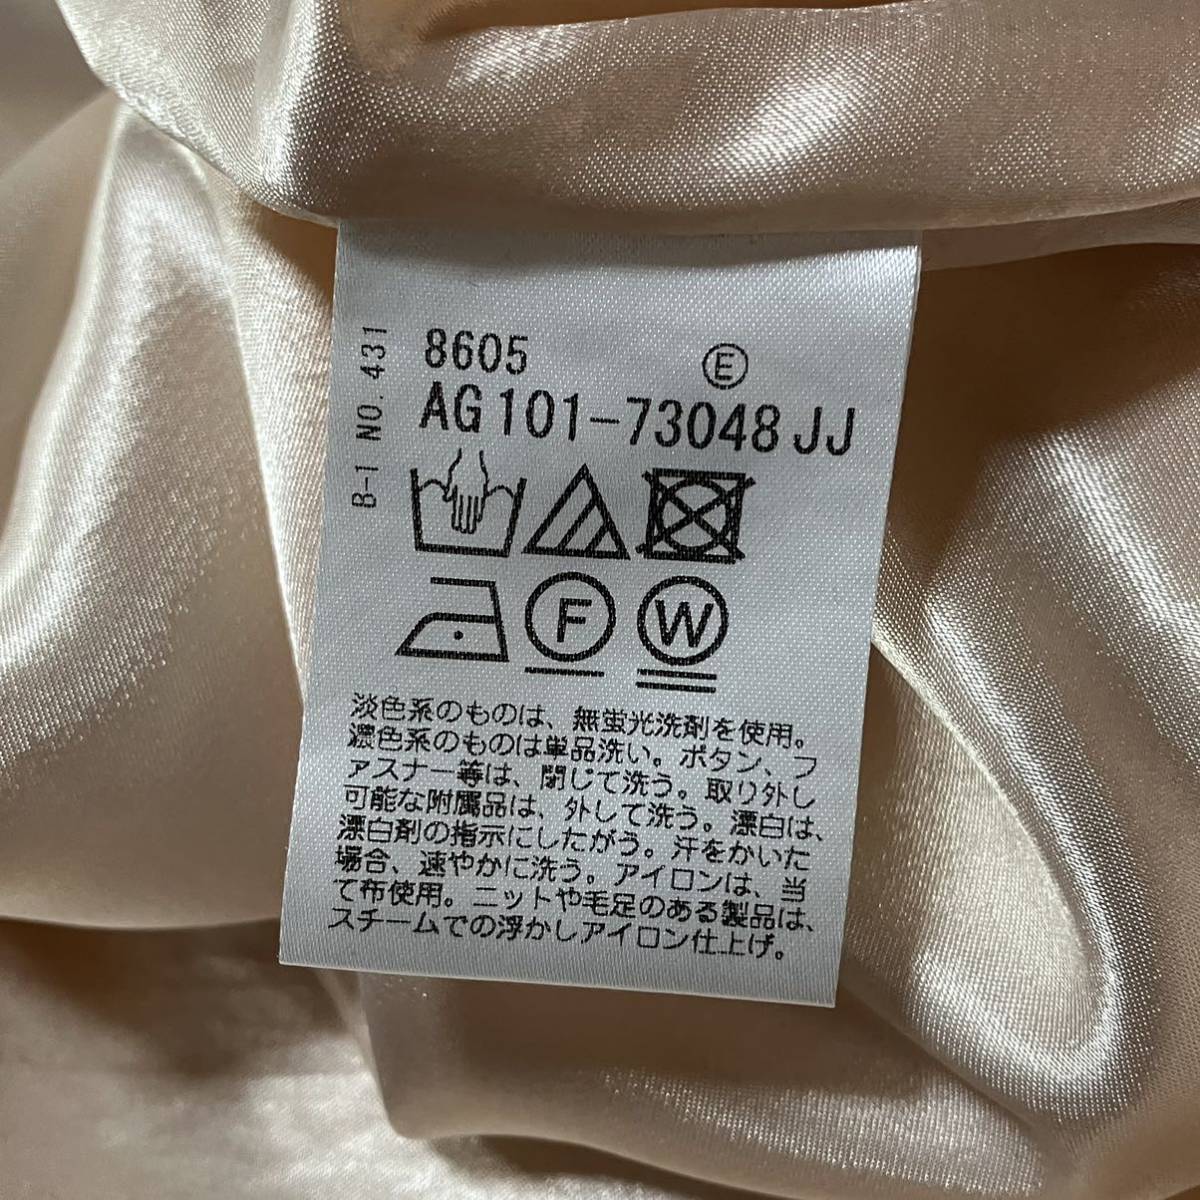 B-1 NO. 431
8605 Ⓔ
AG101-73048JJ
F W
淡色系のものは、無蛍光洗剤を使用。
濃色系のものは単品洗い。ボタン、フ
ァスナー等は、閉じて洗う。取り外し
可能な附属品は、外して洗う。漂白は、
漂白剤の指示にしたがう。汗をかいた
場合、速やかに洗う。アイロンは、当
て布使用。ニットや毛足のある製品は、
スチームでの浮かしアイロン仕上げ。